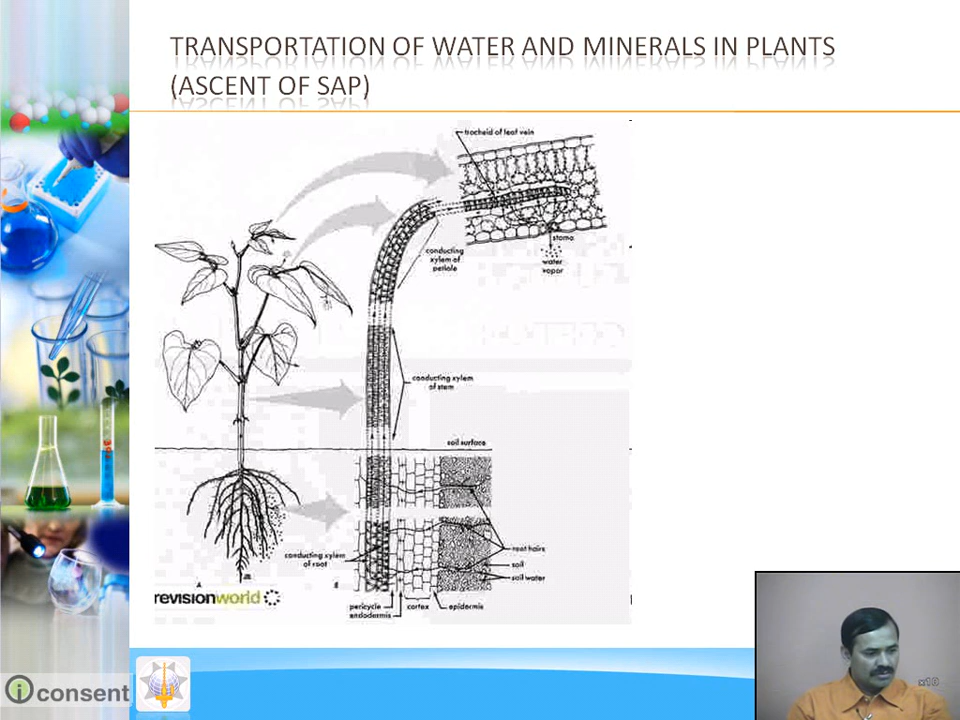 TRANSPORTATION OF WATER AND MINERALS IN PLANTS
(ASCENT OF SAP)
tracheid of leaf vein
stoma
conducting
xylem of
petiole
water
vapor
conducting xylem
of stem
soil surface
root hairs
conducting xylem
of root
soil
soil water
A
B
revisionworld
pericycle
endodermis
cortex
epidermis
iconsent
x10